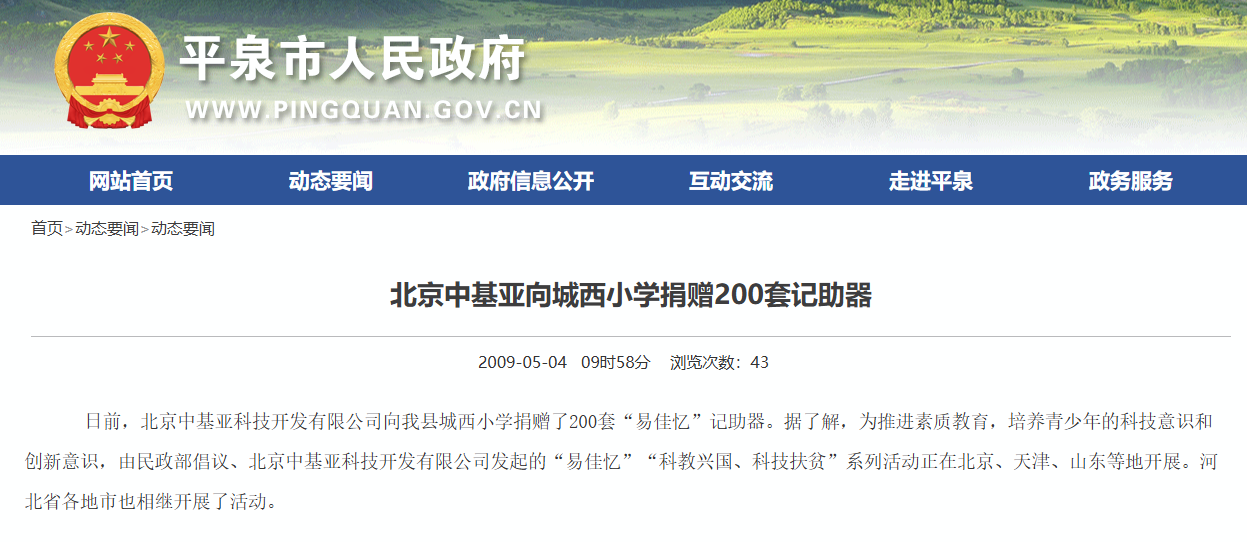 平泉市人民政府
WWW.PINGQUAN.GOV.CN
网站首页 动态要闻 政府信息公开 互动交流 走进平泉 政务服务
首页>动态要闻>动态要闻
北京中基亚向城西小学捐赠200套记助器
2009-05-04 09时58分 浏览次数：43
日前，北京中基亚科技开发有限公司向我县城西小学捐赠了200套“易佳忆”记助器。据了解，为推进素质教育，培养青少年的科技意识和
创新意识，由民政部倡议、北京中基亚科技开发有限公司发起的“易佳忆”“科教兴国、科技扶贫”系列活动正在北京、天津、山东等地开展。河
北省各地市也相继开展了活动。